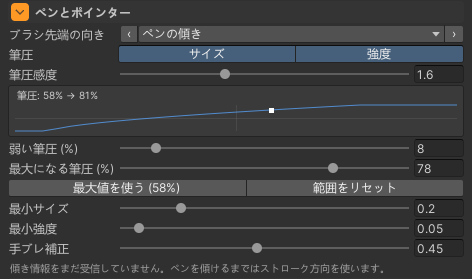 ペンとポインター
ブラシ先端の向き ‹ ペンの傾き ›
筆圧 サイズ 強度
筆圧感度 1.6
筆圧: 58% → 81%
弱い筆圧 (%) 8
最大になる筆圧 (%) 78
最大値を使う (58%) 範囲をリセット
最小サイズ 0.2
最小強度 0.05
手ブレ補正 0.45
傾き情報をまだ受信していません。ペンを傾けるまではストローク方向を使います。